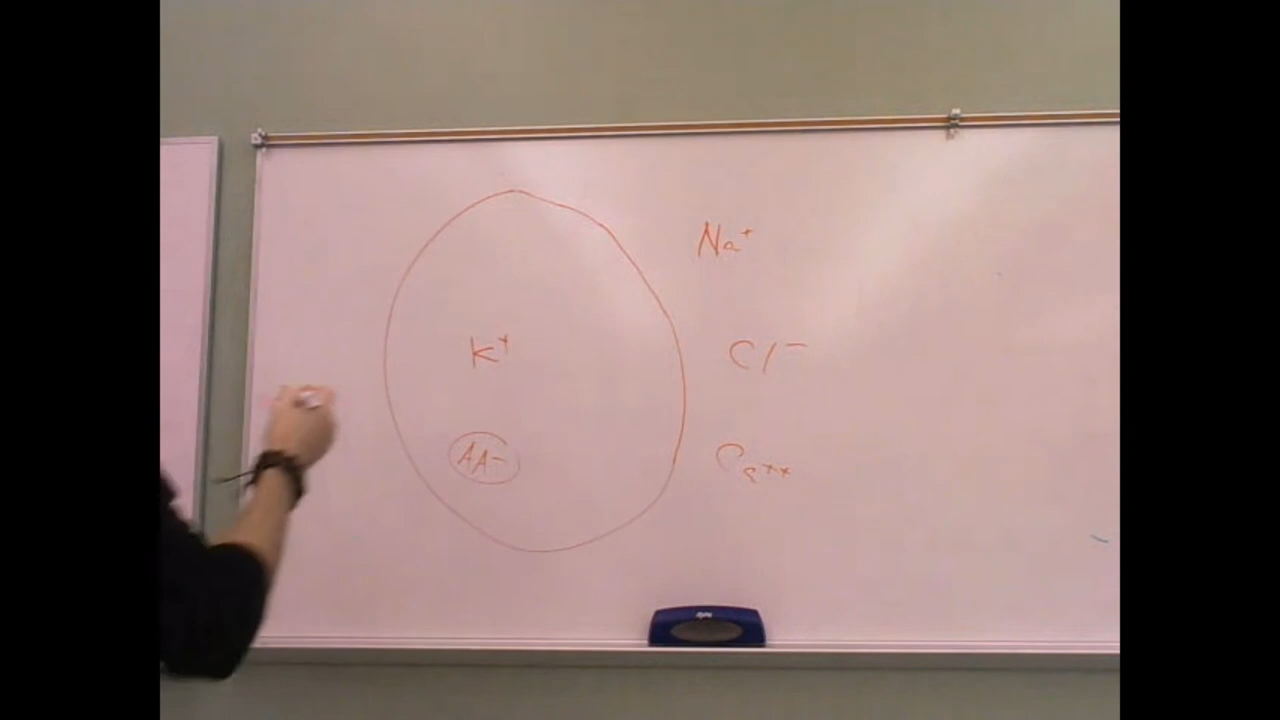 Na+
K+
Cl-
AA-
Ca++